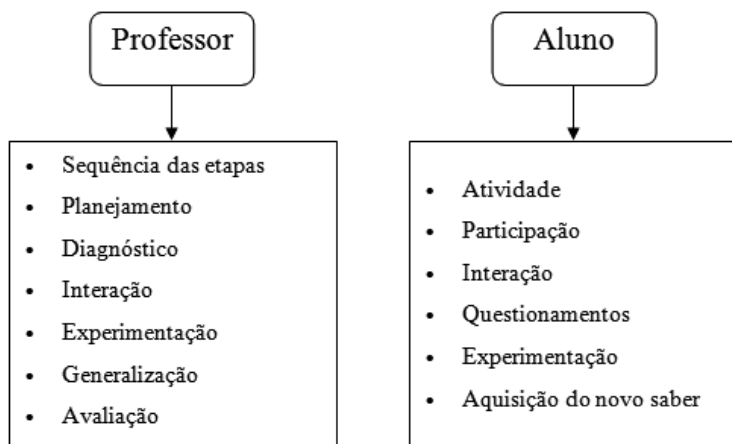 Professor
• Sequência das etapas
• Planejamento
• Diagnóstico
• Interação
• Experimentação
• Generalização
• Avaliação
Aluno
• Atividade
• Participação
• Interação
• Questionamentos
• Experimentação
• Aquisição do novo saber